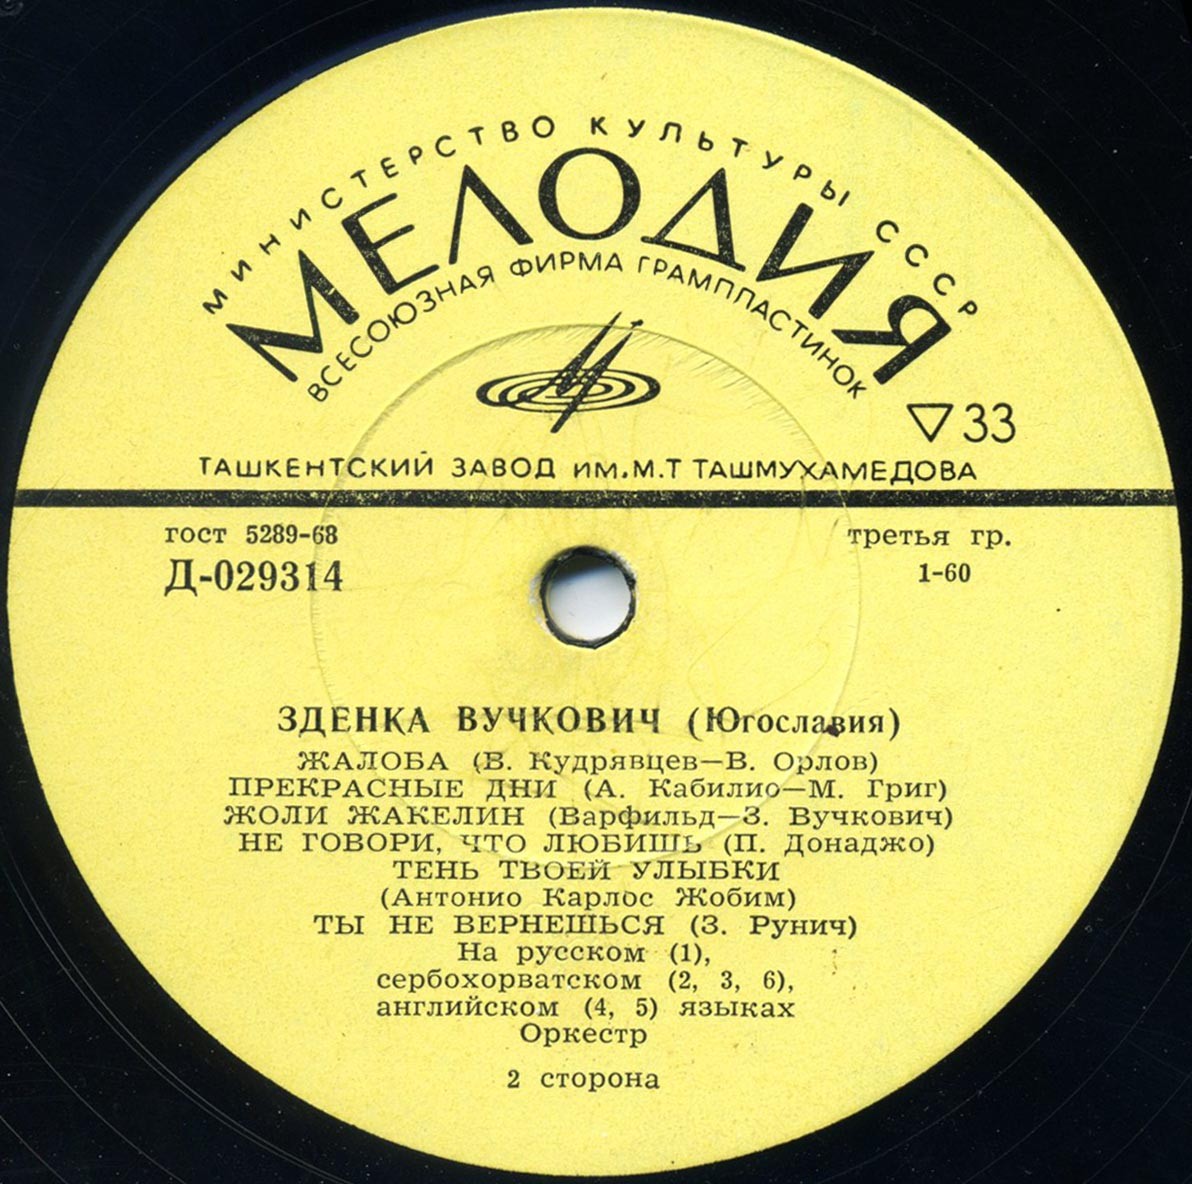 МИНИСТЕРСТВО КУЛЬТУРЫ СССР
МЕЛОДИЯ
ВСЕСОЮЗНАЯ ФИРМА ГРАМПЛАСТИНОК
33
ТАШКЕНТСКИЙ ЗАВОД ИМ.М.Т ТАШМУХАМЕДОВА
гост 5289-68
третья гр.
Д-029314
1-60
ЗДЕНКА ВУЧКОВИЧ (Югославия)
ЖАЛОБА (В. Кудрявцев—В. Орлов)
ПРЕКРАСНЫЕ ДНИ (А. Кабилио—М. Григ)
ЖОЛИ ЖАКЕЛИН (Варфильд—З. Вучкович)
НЕ ГОВОРИ, ЧТО ЛЮБИШЬ (П. Донаджо)
ТЕНЬ ТВОЕЙ УЛЫБКИ
(Антонио Карлос Жобим)
ТЫ НЕ ВЕРНЕШЬСЯ (З. Рунич)
На русском (1),
сербохорватском (2, 3, 6),
английском (4, 5) языках
Оркестр
2 сторона